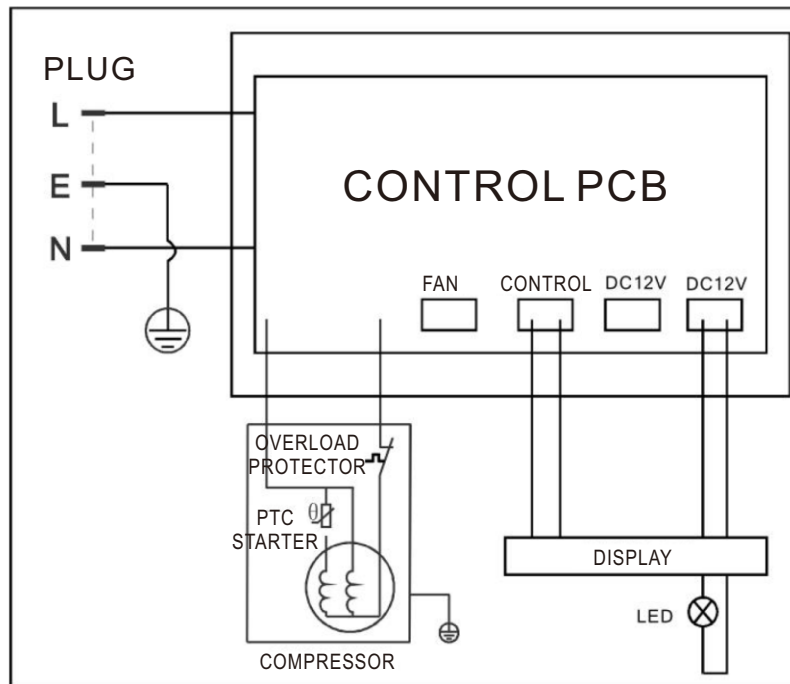 PLUG
L
E
N
CONTROL PCB
FAN
CONTROL
DC12V
DC12V
OVERLOAD
PROTECTOR
θ
PTC
STARTER
DISPLAY
LED
COMPRESSOR